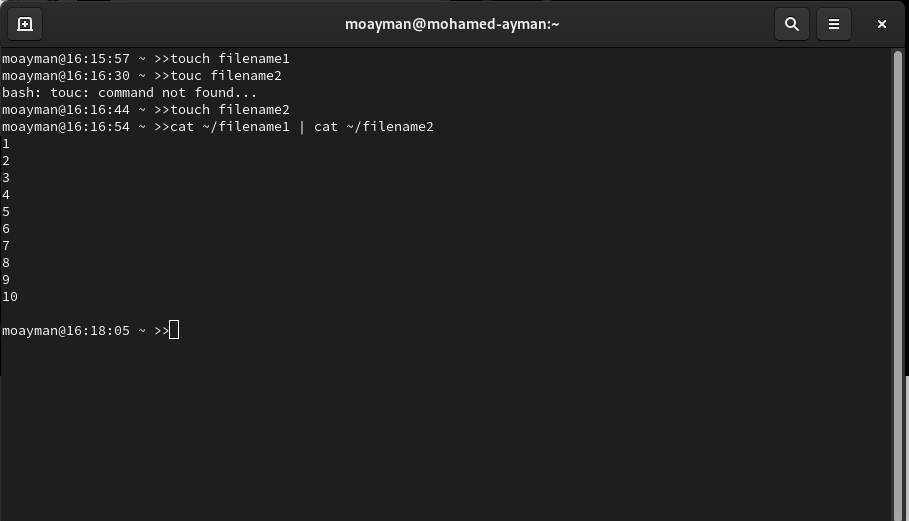 moayman@mohamed-ayman:~
moayman@16:15:57 ~ >>touch filename1
moayman@16:16:30 ~ >>touc filename2
bash: touc: command not found...
moayman@16:16:44 ~ >>touch filename2
moayman@16:16:54 ~ >>cat ~/filename1 | cat ~/filename2
1
2
3
4
5
6
7
8
9
10
moayman@16:18:05 ~ >>